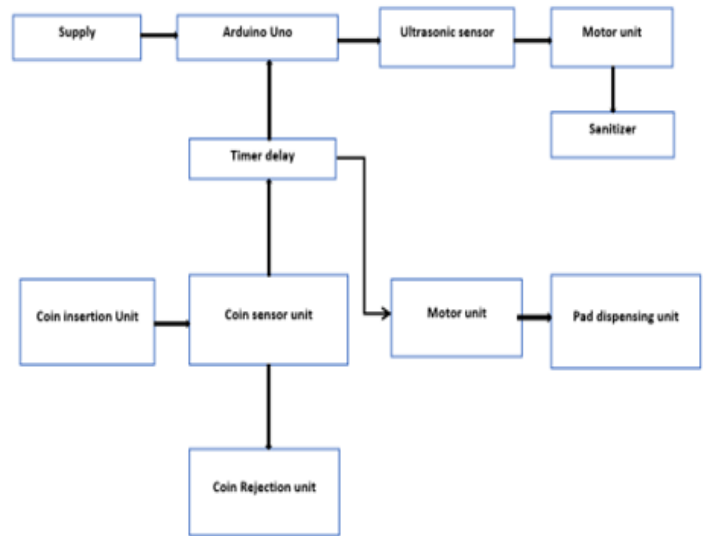 Supply
Arduino Uno
Ultrasonic sensor
Motor unit
Sanitizer
Timer delay
Coin insertion Unit
Coin sensor unit
Motor unit
Pad dispensing unit
Coin Rejection unit